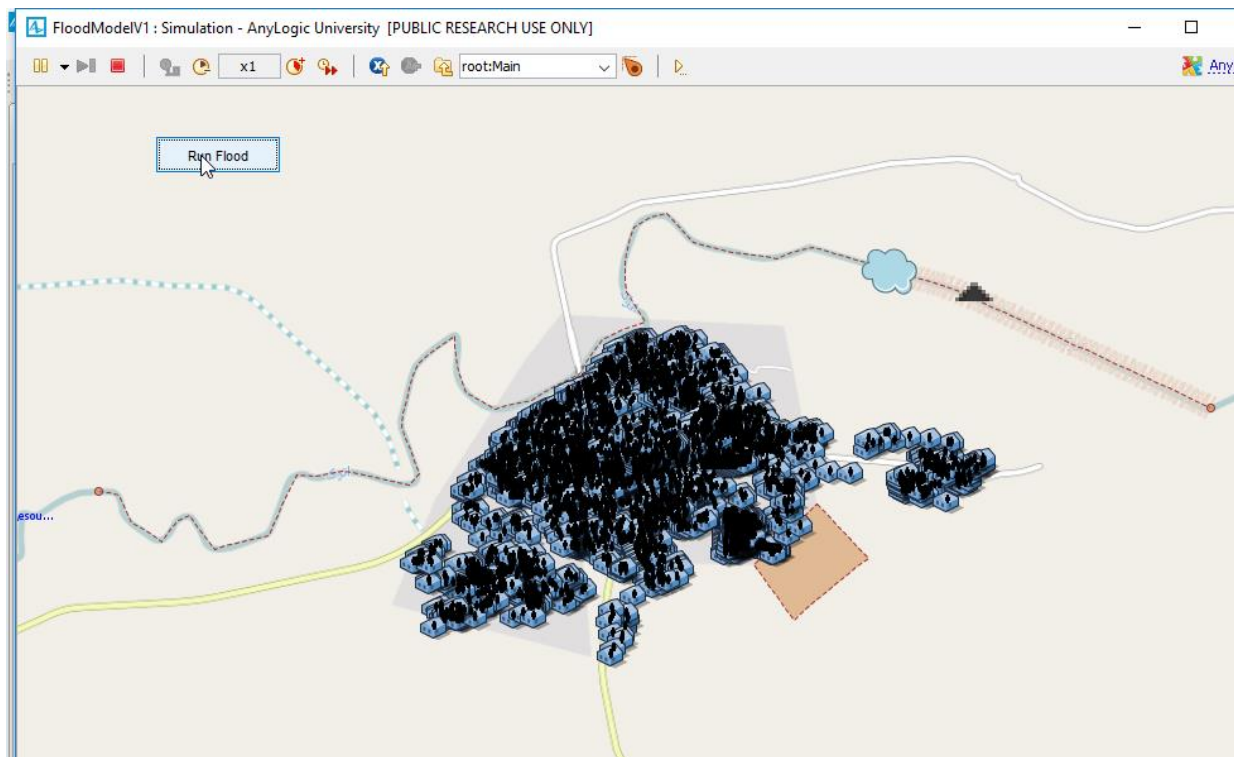 FloodModelV1 : Simulation - AnyLogic University [PUBLIC RESEARCH USE ONLY]
x1
root:Main
Any
Run Flood
esou...